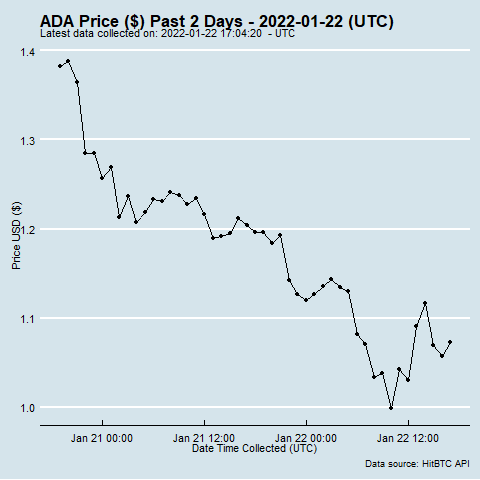 ADA Price ($) Past 2 Days - 2022-01-22 (UTC)
Latest data collected on: 2022-01-22 17:04:20  - UTC
1.4
1.3
1.2
1.1
1.0
Price USD ($)
Jan 21 00:00
Jan 21 12:00
Jan 22 00:00
Jan 22 12:00
Date Time Collected (UTC)
Data source: HitBTC API